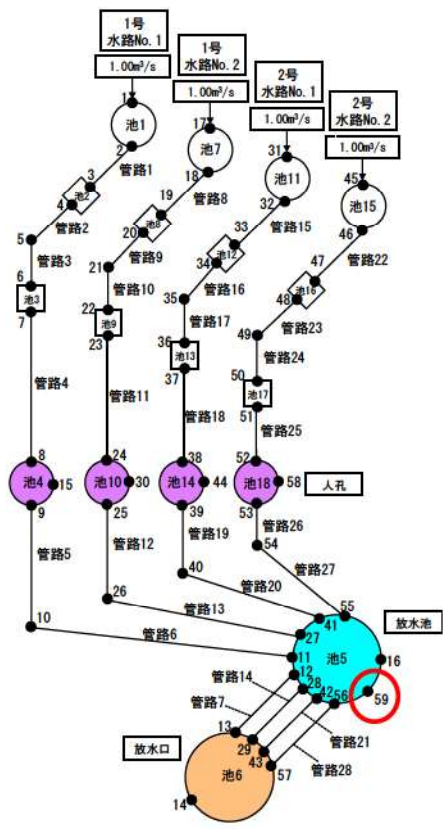 1号
水路No.1
1.00m³/s
1号
水路No.2
1.00m³/s
2号
水路No.1
1.00m³/s
2号
水路No.2
1.00m³/s
1
池1
2
17
池7
18
31
池11
32
45
池15
46
管路1
管路8
管路15
管路22
3
池2
4
19
池8
20
33
池12
34
47
池16
48
管路2
管路9
管路16
管路23
5
21
35
49
管路3
管路10
管路17
管路24
6
池3
7
22
池9
23
36
池13
37
50
池17
51
管路4
管路11
管路18
管路25
8
池4
15
9
24
池10
30
25
38
池14
44
39
52
池18
58
53
人孔
管路5
管路12
管路19
管路26
10
26
40
54
管路6
管路13
管路20
管路27
放水池
11
27
41
55
池5
16
12
28
42
56
59
管路7
管路14
管路21
管路28
放水口
13
29
43
57
池6
14